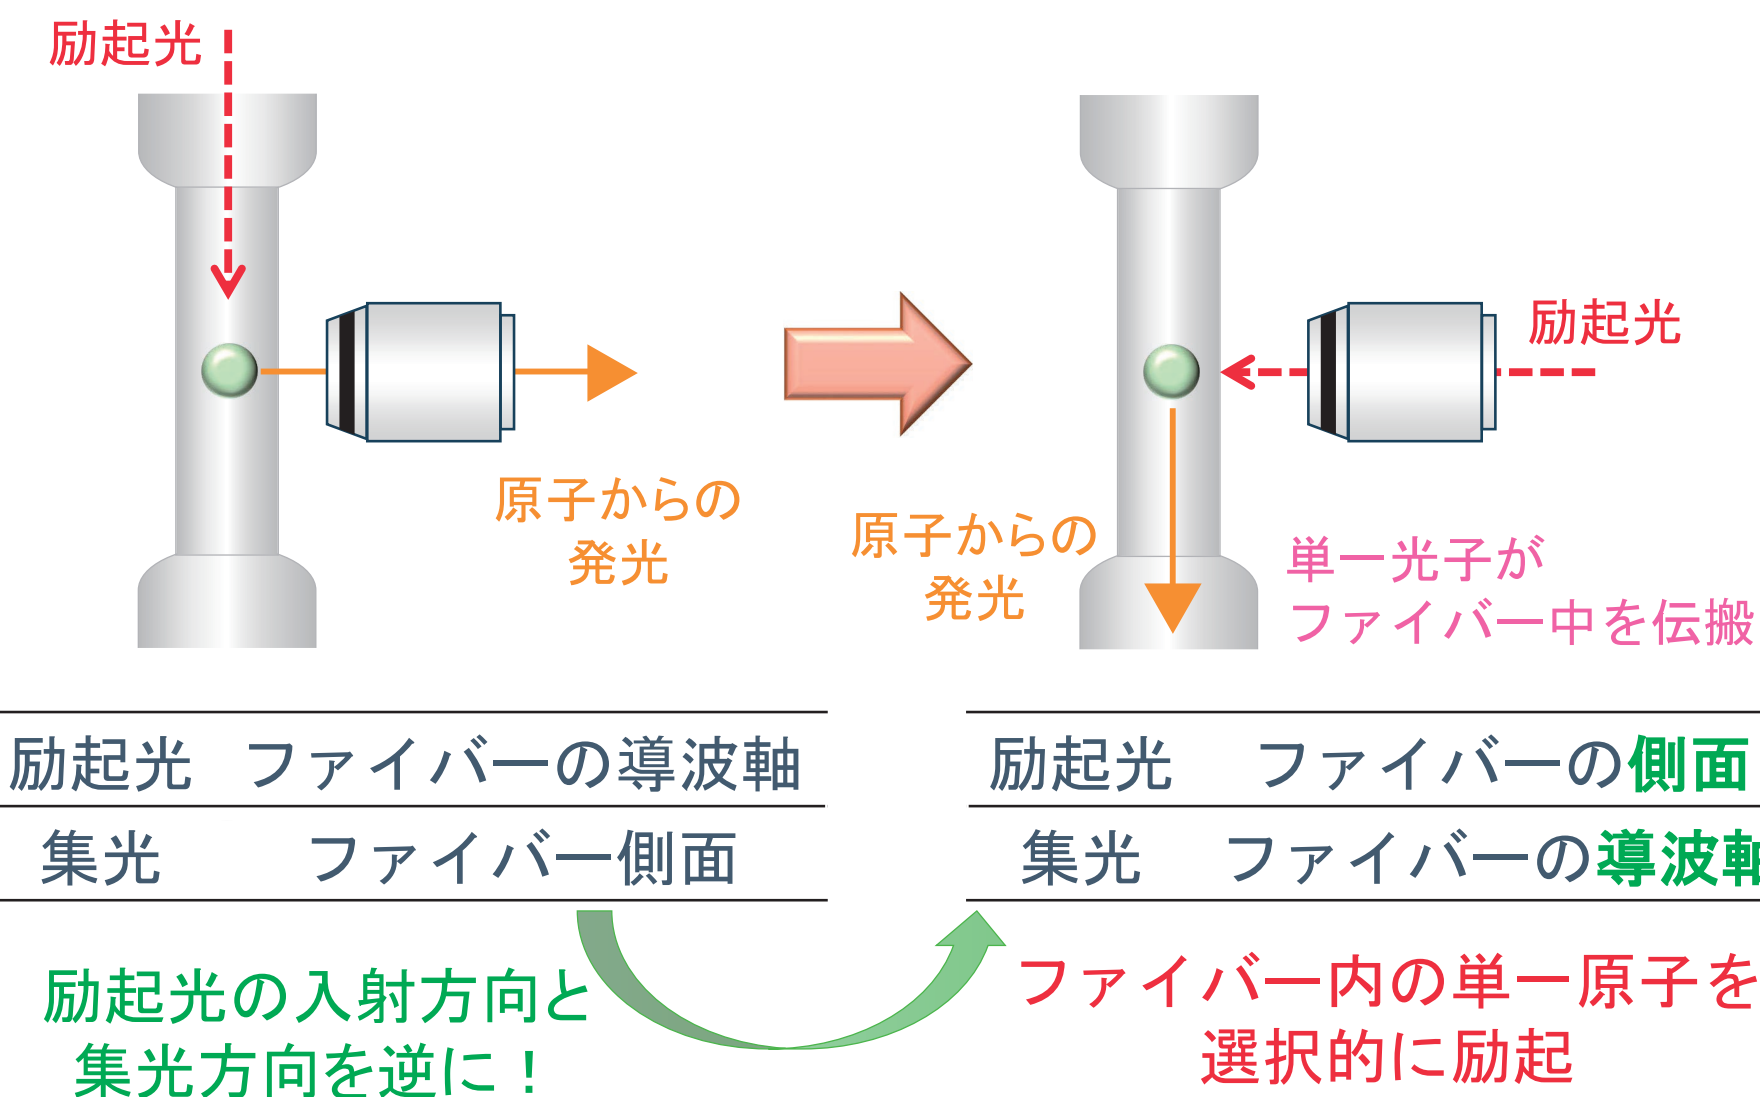 励起光
原子からの
発光
励起光
原子からの
発光
単一光子が
ファイバー中を伝搬
励起光 ファイバーの導波軸
集光 ファイバー側面
励起光 ファイバーの側面
集光 ファイバーの導波軸
励起光の入射方向と
集光方向を逆に！
ファイバー内の単一原子を
選択的に励起